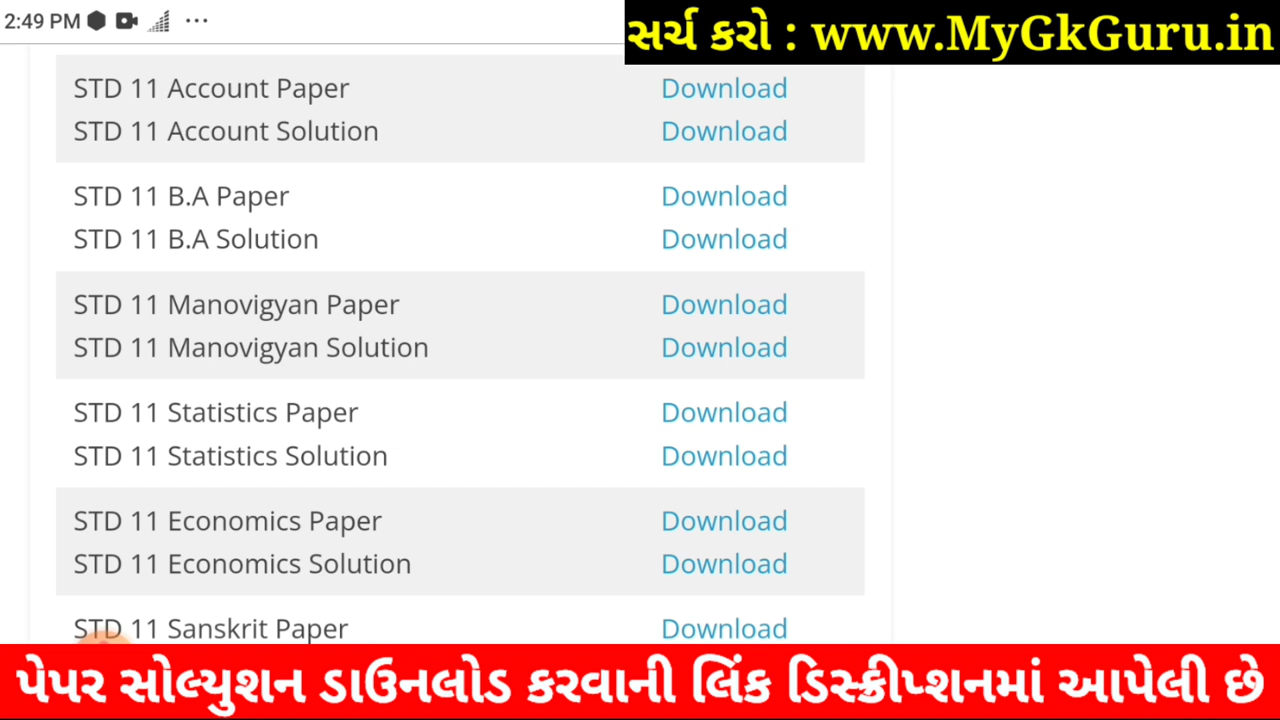 2:49 PM ...
સર્ચ કરો : www.MyGkGuru.in
STD 11 Account Paper Download
STD 11 Account Solution Download
STD 11 B.A Paper Download
STD 11 B.A Solution Download
STD 11 Manovigyan Paper Download
STD 11 Manovigyan Solution Download
STD 11 Statistics Paper Download
STD 11 Statistics Solution Download
STD 11 Economics Paper Download
STD 11 Economics Solution Download
STD 11 Sanskrit Paper Download
પેપર સોલ્યુશન ડાઉનલોડ કરવાની લિંક ડિસ્ક્રીપ્શનમાં આપેલી છે